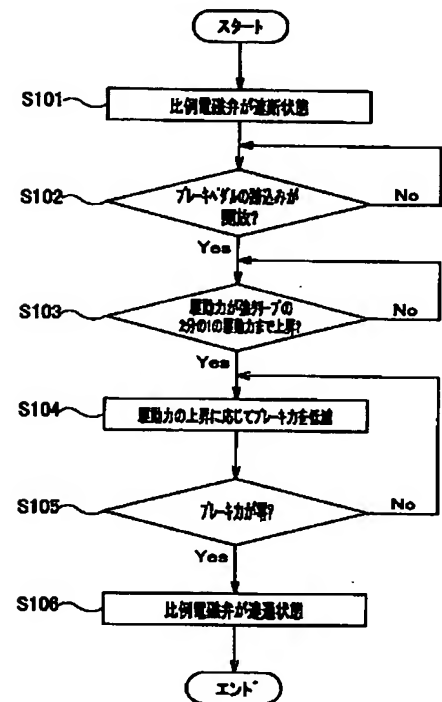 スタート
S101
比例電磁弁が遮断状態
S102
ブレーキペダルの踏込みが
開放?
No
Yes
S103
駆動力が強クリープの
2分の1の駆動力まで上昇?
No
Yes
S104
駆動力の上昇に応じてブレーキ力を低減
S105
ブレーキ力が零?
No
Yes
S106
比例電磁弁が連通状態
エンド